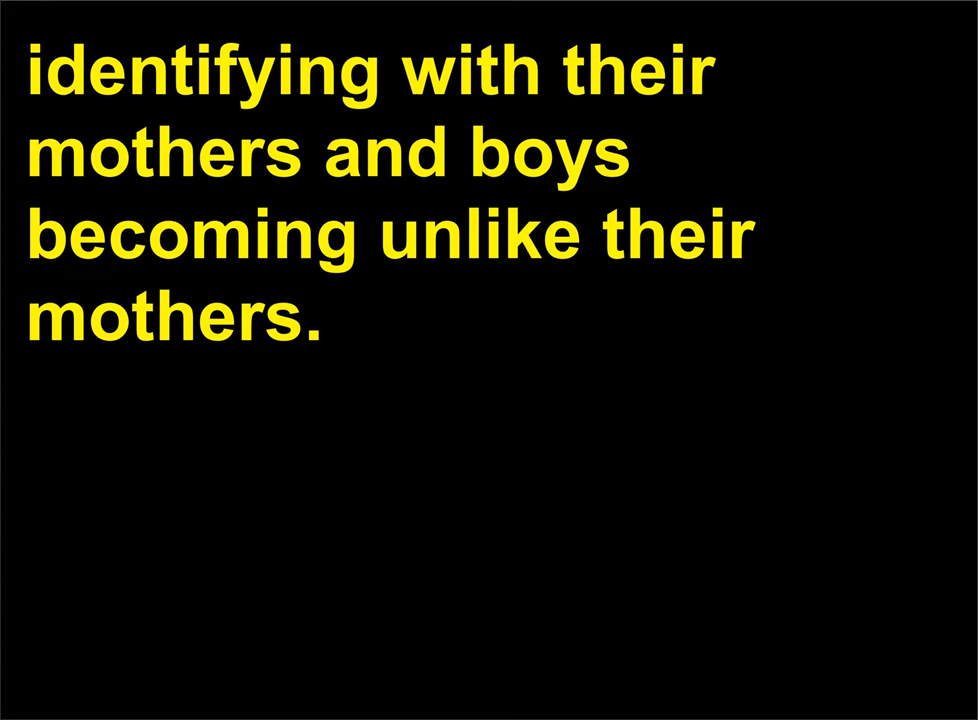 identifying with their
mothers and boys
becoming unlike their
mothers.